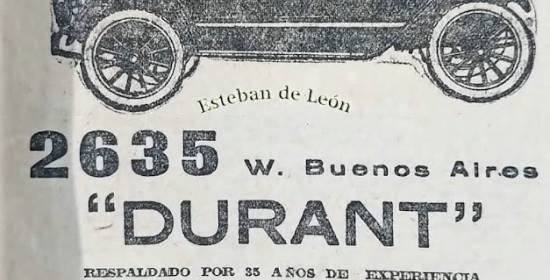 Esteban de León
2635 W. Buenos Aires
“DURANT”
RESPALDADO POR 35 AÑOS DE EXPERIENCIA